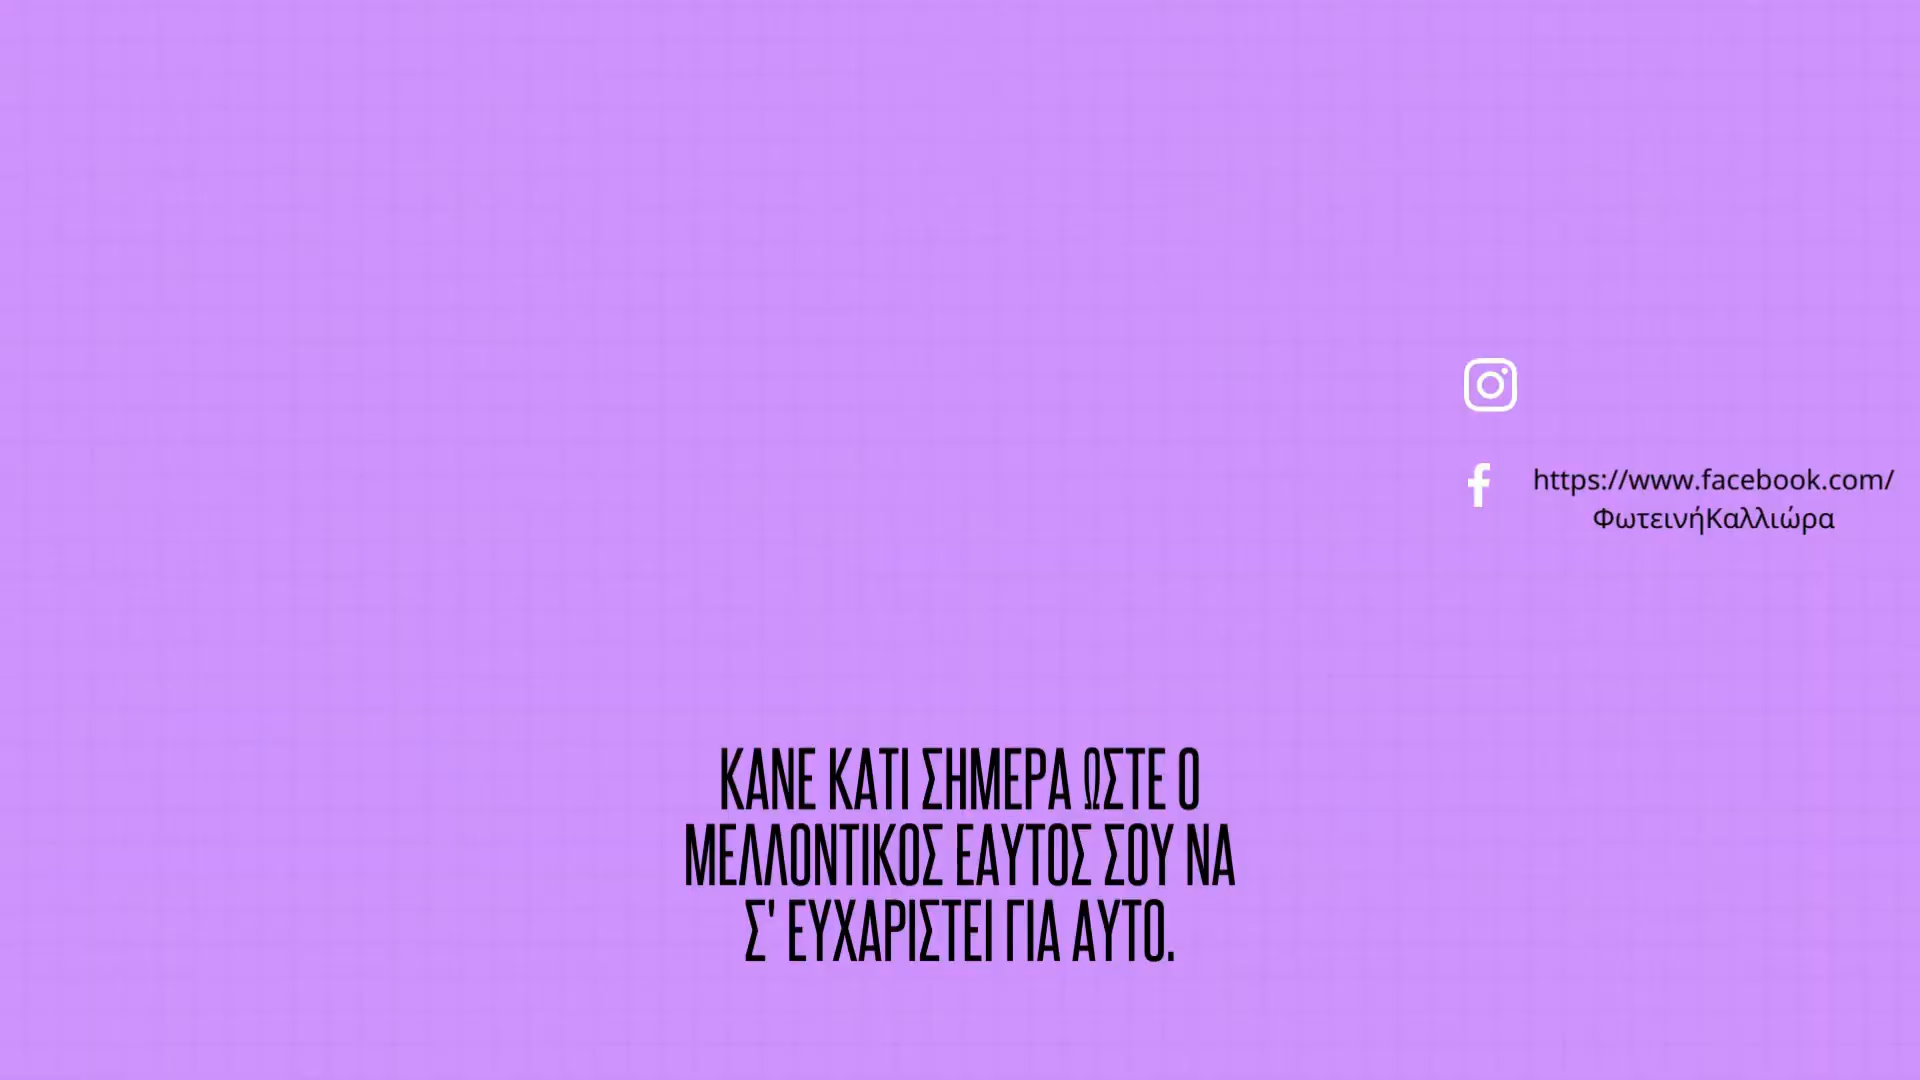 https://www.facebook.com/
ΦωτεινήΚαλλιώρα
ΚΑΝΕ ΚΑΤΙ ΣΗΜΕΡΑ ΩΣΤΕ Ο
ΜΕΛΛΟΝΤΙΚΟΣ ΕΑΥΤΟΣ ΣΟΥ ΝΑ
Σ' ΕΥΧΑΡΙΣΤΕΙ ΓΙΑ ΑΥΤΟ.